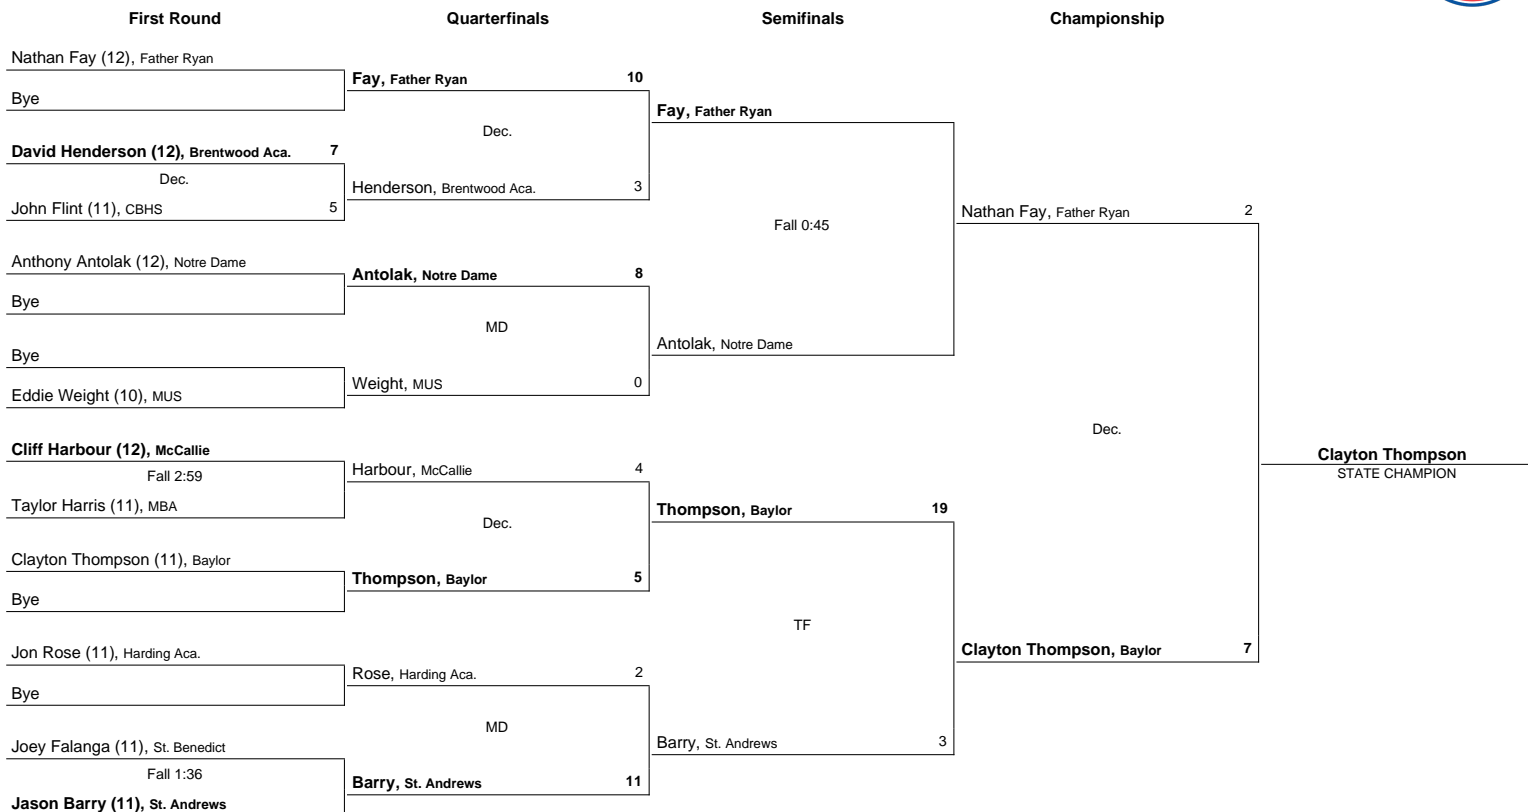 First Round Quarterfinals Semifinals Championship
Nathan Fay (12), Father Ryan
Bye
David Henderson (12), Brentwood Aca. 7
Dec.
John Flint (11), CBHS 5
Anthony Antolak (12), Notre Dame
Bye
Bye
Eddie Weight (10), MUS
Cliff Harbour (12), McCallie
Fall 2:59
Taylor Harris (11), MBA
Clayton Thompson (11), Baylor
Bye
Jon Rose (11), Harding Aca.
Bye
Joey Falanga (11), St. Benedict
Fall 1:36
Jason Barry (11), St. Andrews
Fay, Father Ryan 10
Dec.
Henderson, Brentwood Aca. 3
Antolak, Notre Dame 8
MD
Weight, MUS 0
Harbour, McCallie 4
Dec.
Thompson, Baylor 5
Rose, Harding Aca. 2
MD
Barry, St. Andrews 11
Fay, Father Ryan
Fall 0:45
Antolak, Notre Dame
Thompson, Baylor 19
TF
Barry, St. Andrews 3
Nathan Fay, Father Ryan 2
Dec.
Clayton Thompson, Baylor 7
Clayton Thompson
STATE CHAMPION